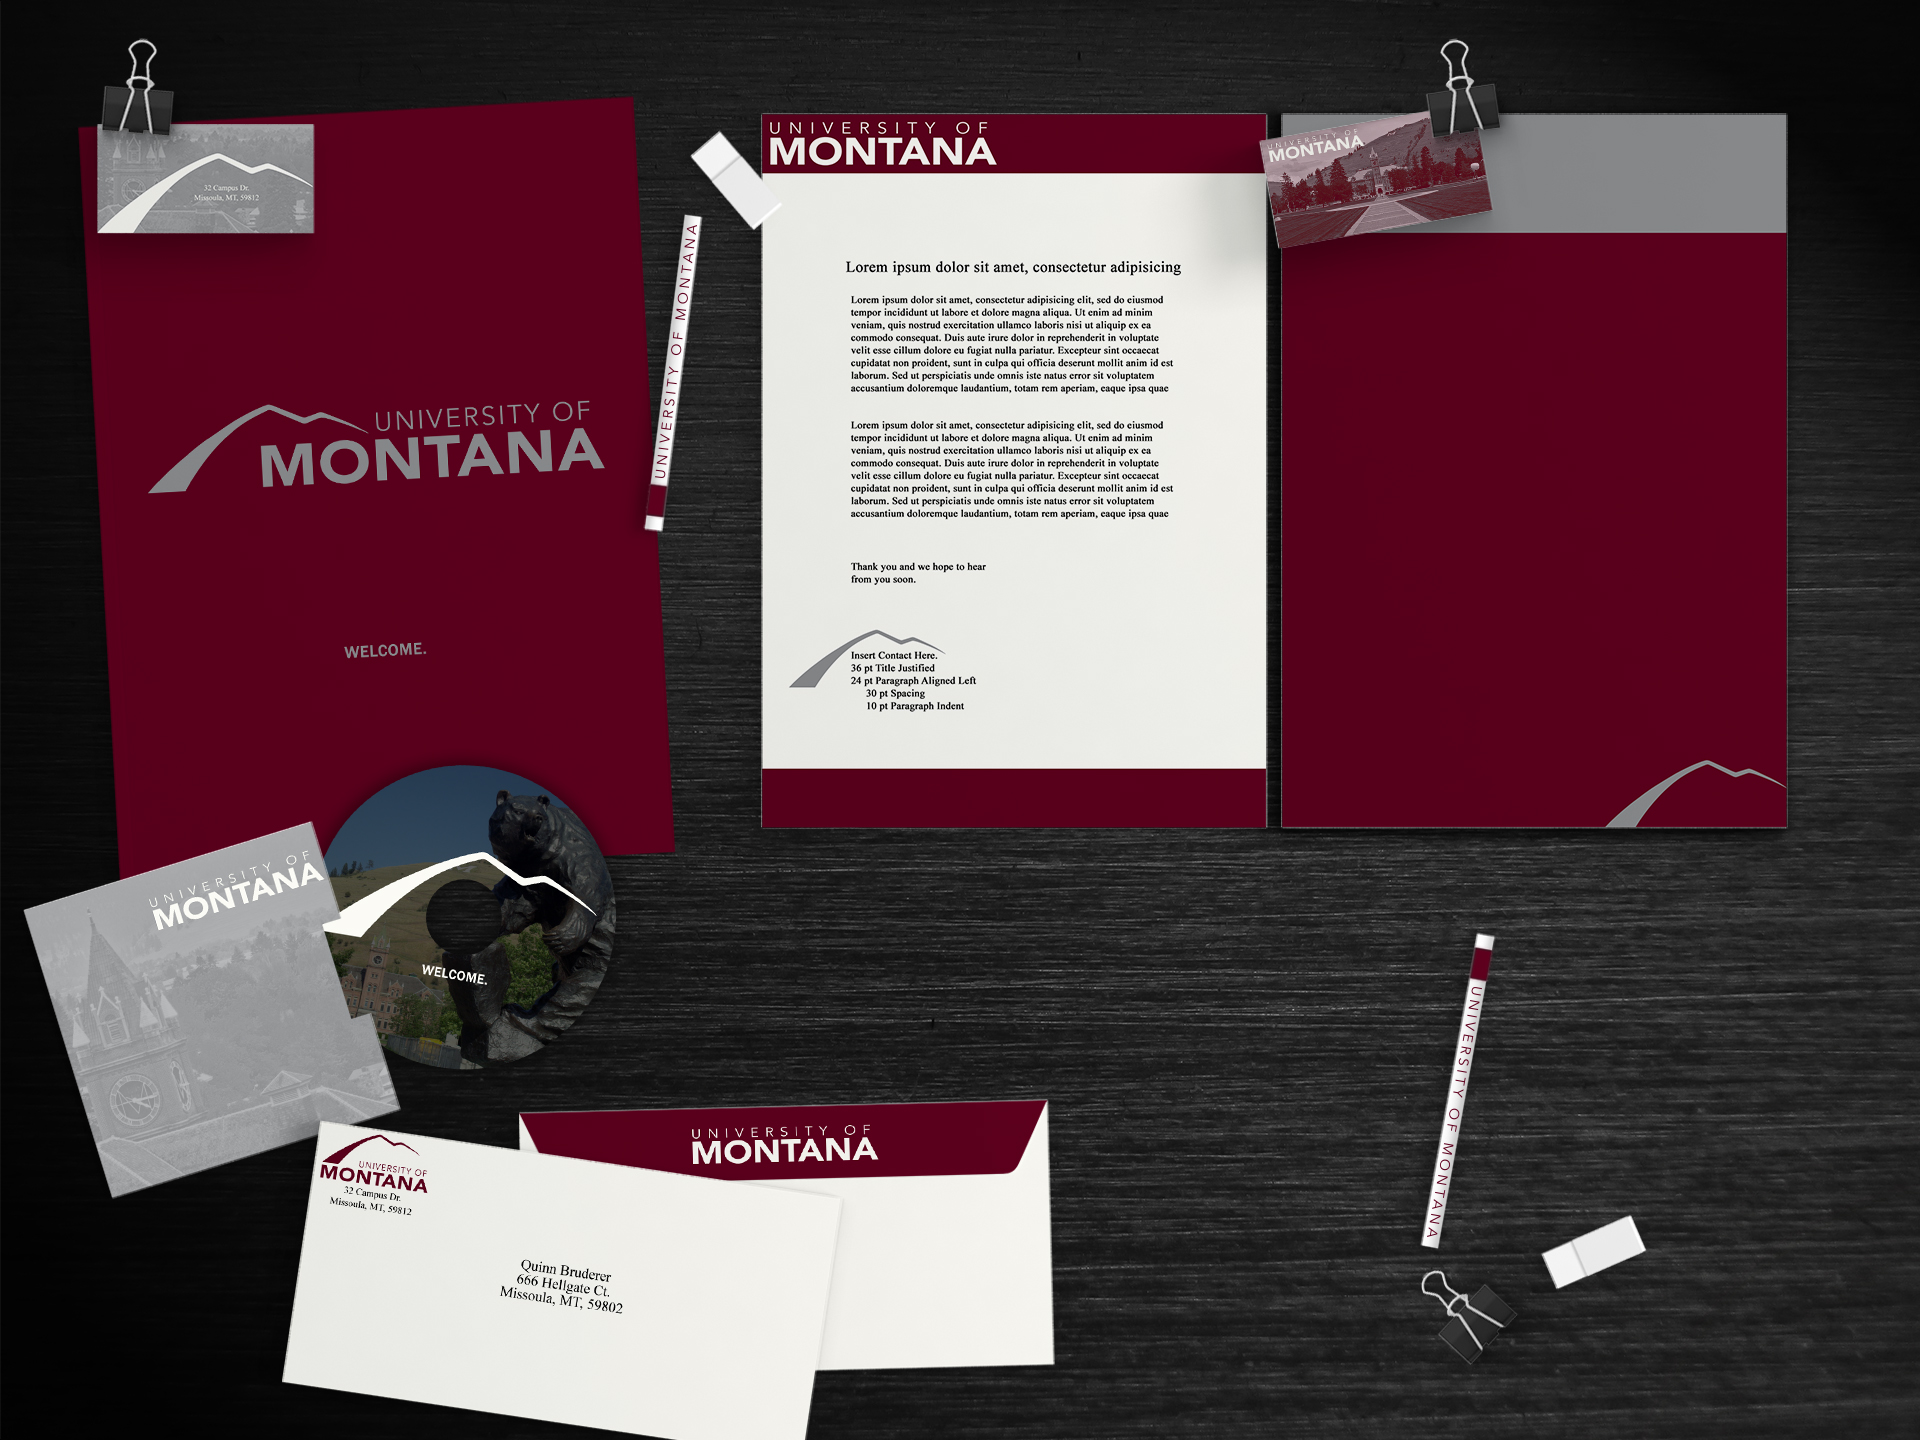 32 Campus Dr.
Missoula, MT, 59812
UNIVERSITY OF
MONTANA
WELCOME.
UNIVERSITY OF MONTANA
UNIVERSITY OF
MONTANA
Lorem ipsum dolor sit amet, consectetur adipisicing
Lorem ipsum dolor sit amet, consectetur adipisicing elit, sed do eiusmod
tempor incididunt ut labore et dolore magna aliqua. Ut enim ad minim
veniam, quis nostrud exercitation ullamco laboris nisi ut aliquip ex ea
commodo consequat. Duis aute irure dolor in reprehenderit in voluptate
velit esse cillum dolore eu fugiat nulla pariatur. Excepteur sint occaecat
cupidatat non proident, sunt in culpa qui officia deserunt mollit anim id est
laborum. Sed ut perspiciatis unde omnis iste natus error sit voluptatem
accusantium doloremque laudantium, totam rem aperiam, eaque ipsa quae
Lorem ipsum dolor sit amet, consectetur adipisicing elit, sed do eiusmod
tempor incididunt ut labore et dolore magna aliqua. Ut enim ad minim
veniam, quis nostrud exercitation ullamco laboris nisi ut aliquip ex ea
commodo consequat. Duis aute irure dolor in reprehenderit in voluptate
velit esse cillum dolore eu fugiat nulla pariatur. Excepteur sint occaecat
cupidatat non proident, sunt in culpa qui officia deserunt mollit anim id est
laborum. Sed ut perspiciatis unde omnis iste natus error sit voluptatem
accusantium doloremque laudantium, totam rem aperiam, eaque ipsa quae
Thank you and we hope to hear
from you soon.
Insert Contact Here.
36 pt Title Justified
24 pt Paragraph Aligned Left
30 pt Spacing
10 pt Paragraph Indent
UNIVERSITY OF
MONTANA
UNIVERSITY OF
MONTANA
WELCOME.
UNIVERSITY OF
MONTANA
32 Campus Dr.
Missoula, MT, 59812
Quinn Bruderer
666 Hellgate Ct.
Missoula, MT, 59802
UNIVERSITY OF
MONTANA
UNIVERSITY OF MONTANA